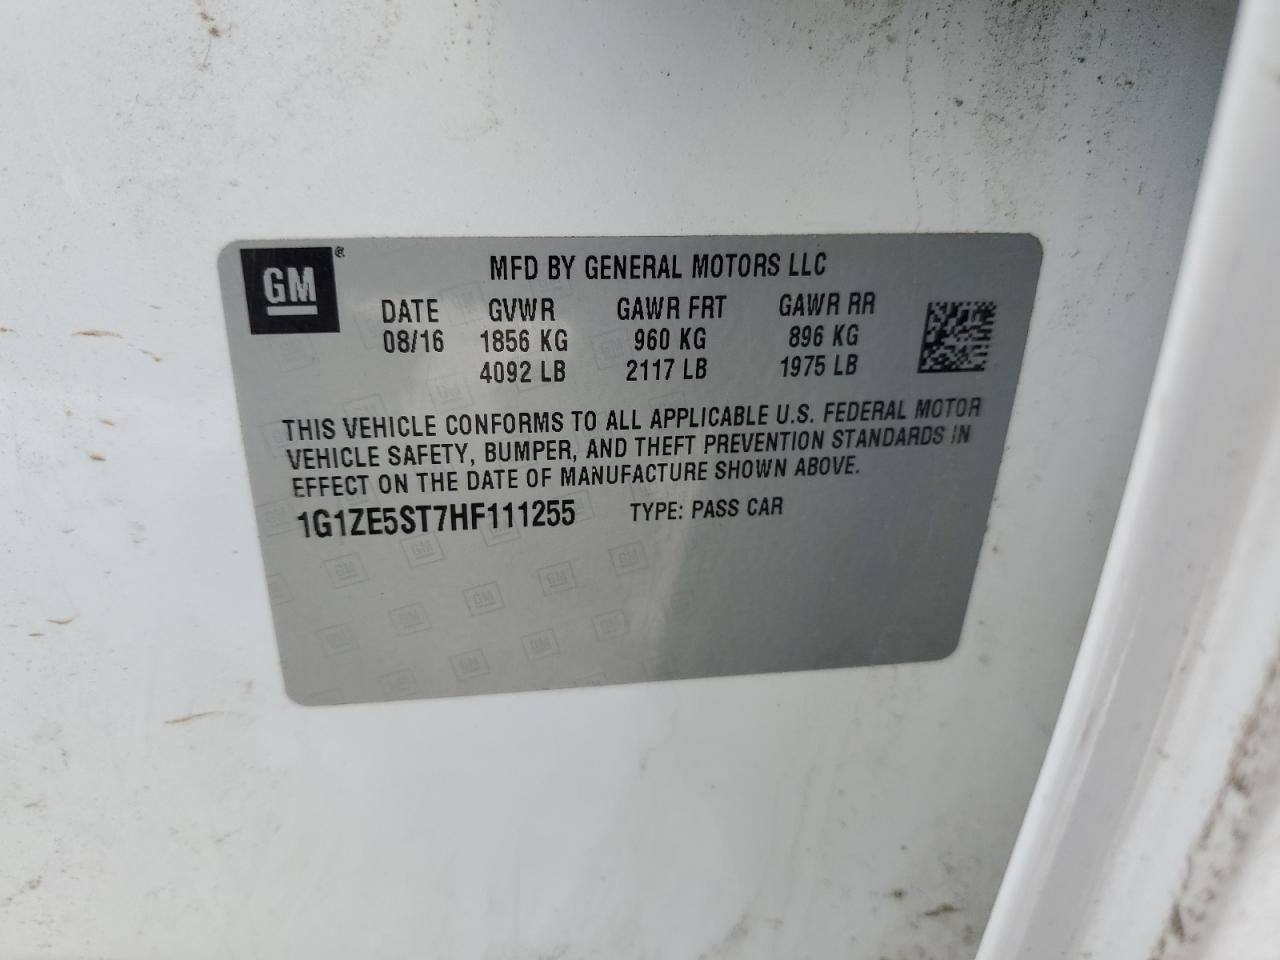 GM ®
MFD BY GENERAL MOTORS LLC
DATE GVWR GAWR FRT GAWR RR
08/16 1856 KG 960 KG 896 KG
4092 LB 2117 LB 1975 LB
THIS VEHICLE CONFORMS TO ALL APPLICABLE U.S. FEDERAL MOTOR
VEHICLE SAFETY, BUMPER, AND THEFT PREVENTION STANDARDS IN
EFFECT ON THE DATE OF MANUFACTURE SHOWN ABOVE.
1G1ZE5ST7HF111255 TYPE: PASS CAR